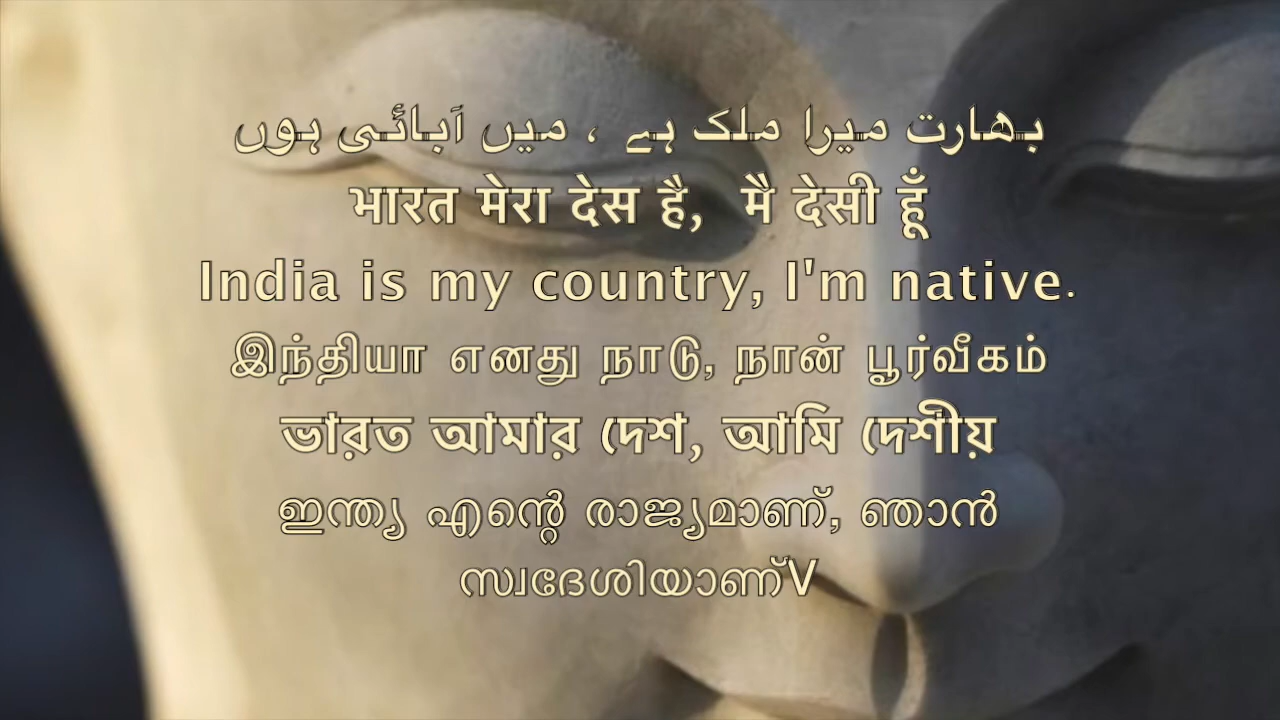 بھارت میرا ملک ہے ، میں آبائی ہوں
भारत मेरा देस है, मै देसी हूँ
India is my country, I'm native.
இந்தியா எனது நாடு, நான் பூர்வீகம்
ভারত আমার দেশ, আমি দেশীয়
ഇന്ത്യ എന്റെ രാജ്യമാണ്, ഞാൻ
സ്വദേശിയാണ്V